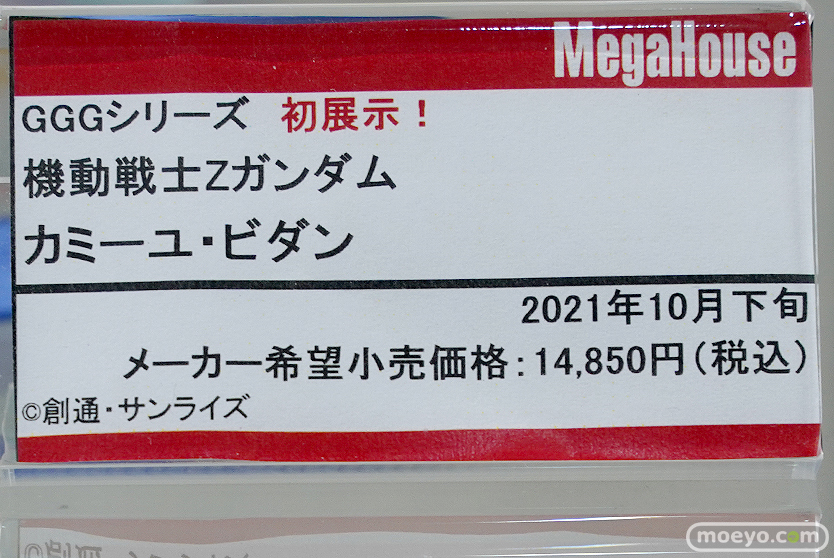 MegaHouse
GGGシリーズ 初展示！
機動戦士Zガンダム
カミーユ・ビダン
2021年10月下旬
メーカー希望小売価格：14,850円（税込）
©創通・サンライズ
moeyo.com